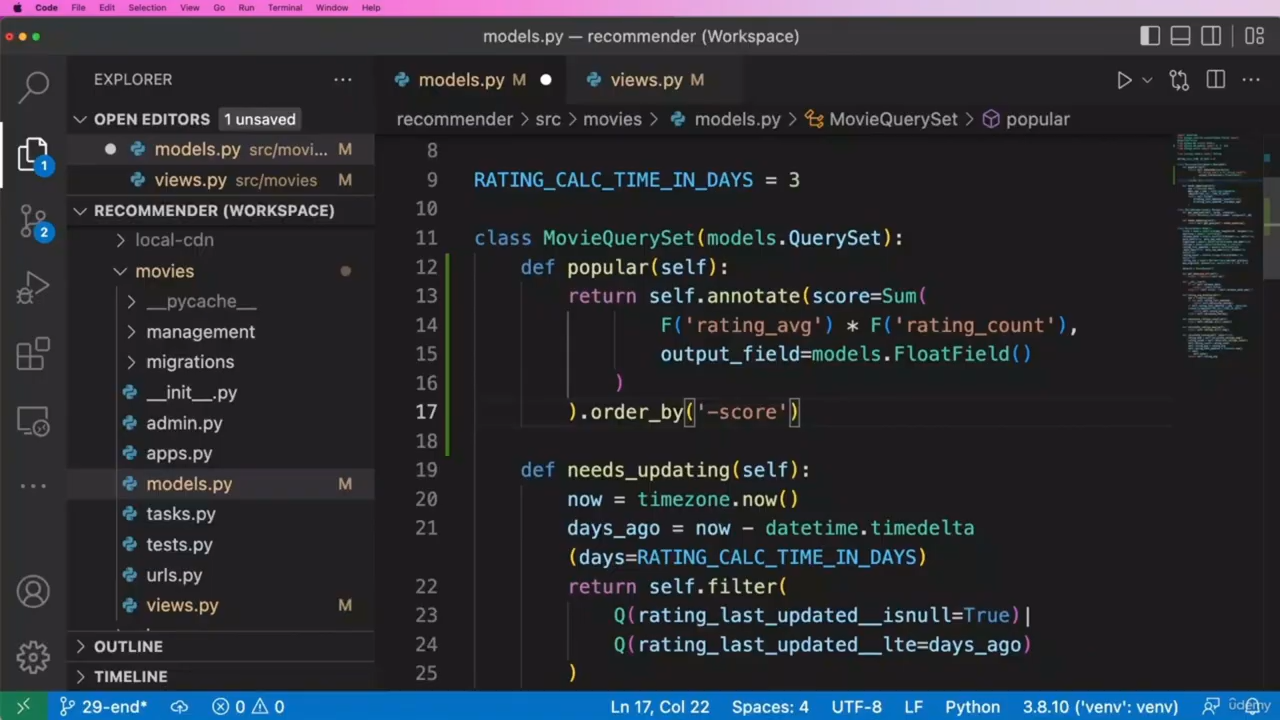 Code File Edit Selection View Go Run Terminal Window Help
models.py — recommender (Workspace)
EXPLORER
models.py M
views.py M
OPEN EDITORS 1 unsaved
recommender > src > movies > models.py > MovieQuerySet > popular
models.py src/movi... M
views.py src/movies M
RECOMMENDER (WORKSPACE)
local-cdn
movies
__pycache__
management
migrations
__init__.py
admin.py
apps.py
models.py M
tasks.py
tests.py
urls.py
views.py M
OUTLINE
TIMELINE
1
2
8
9 RATING_CALC_TIME_IN_DAYS = 3
10
11 class MovieQuerySet(models.QuerySet):
12 def popular(self):
13 return self.annotate(score=Sum(
14 F('rating_avg') * F('rating_count'),
15 output_field=models.FloatField()
16 )
17 ).order_by('-score')
18
19 def needs_updating(self):
20 now = timezone.now()
21 days_ago = now - datetime.timedelta
(days=RATING_CALC_TIME_IN_DAYS)
22 return self.filter(
23 Q(rating_last_updated__isnull=True)|
24 Q(rating_last_updated__lte=days_ago)
25 )
29-end* 0 0 Ln 17, Col 22 Spaces: 4 UTF-8 LF Python 3.8.10 ('venv': venv)
udemy